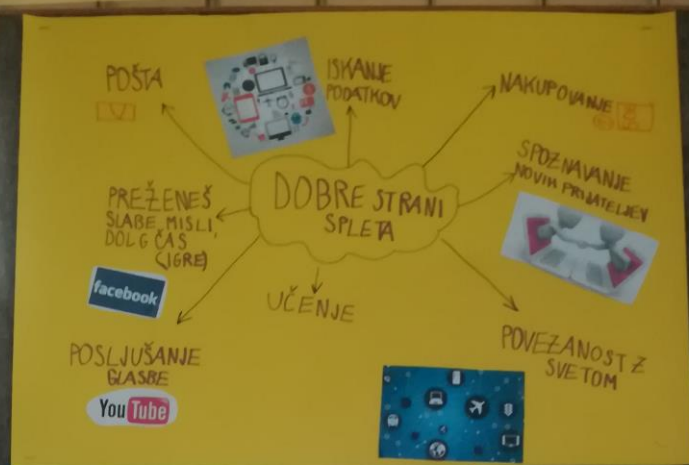 DOBRE STRANI
SPLETA
POŠTA
ISKANJE
PODATKOV
NAKUPOVANJE
SPOZNAVANJE
NOVIH PRIJATELJEV
PREŽENEŠ
SLABE MISLI,
DOLG ČAS
(IGRE)
facebook
UČENJE
POSLJUŠANJE
GLASBE
YouTube
POVEZANOST Z
SVETOM